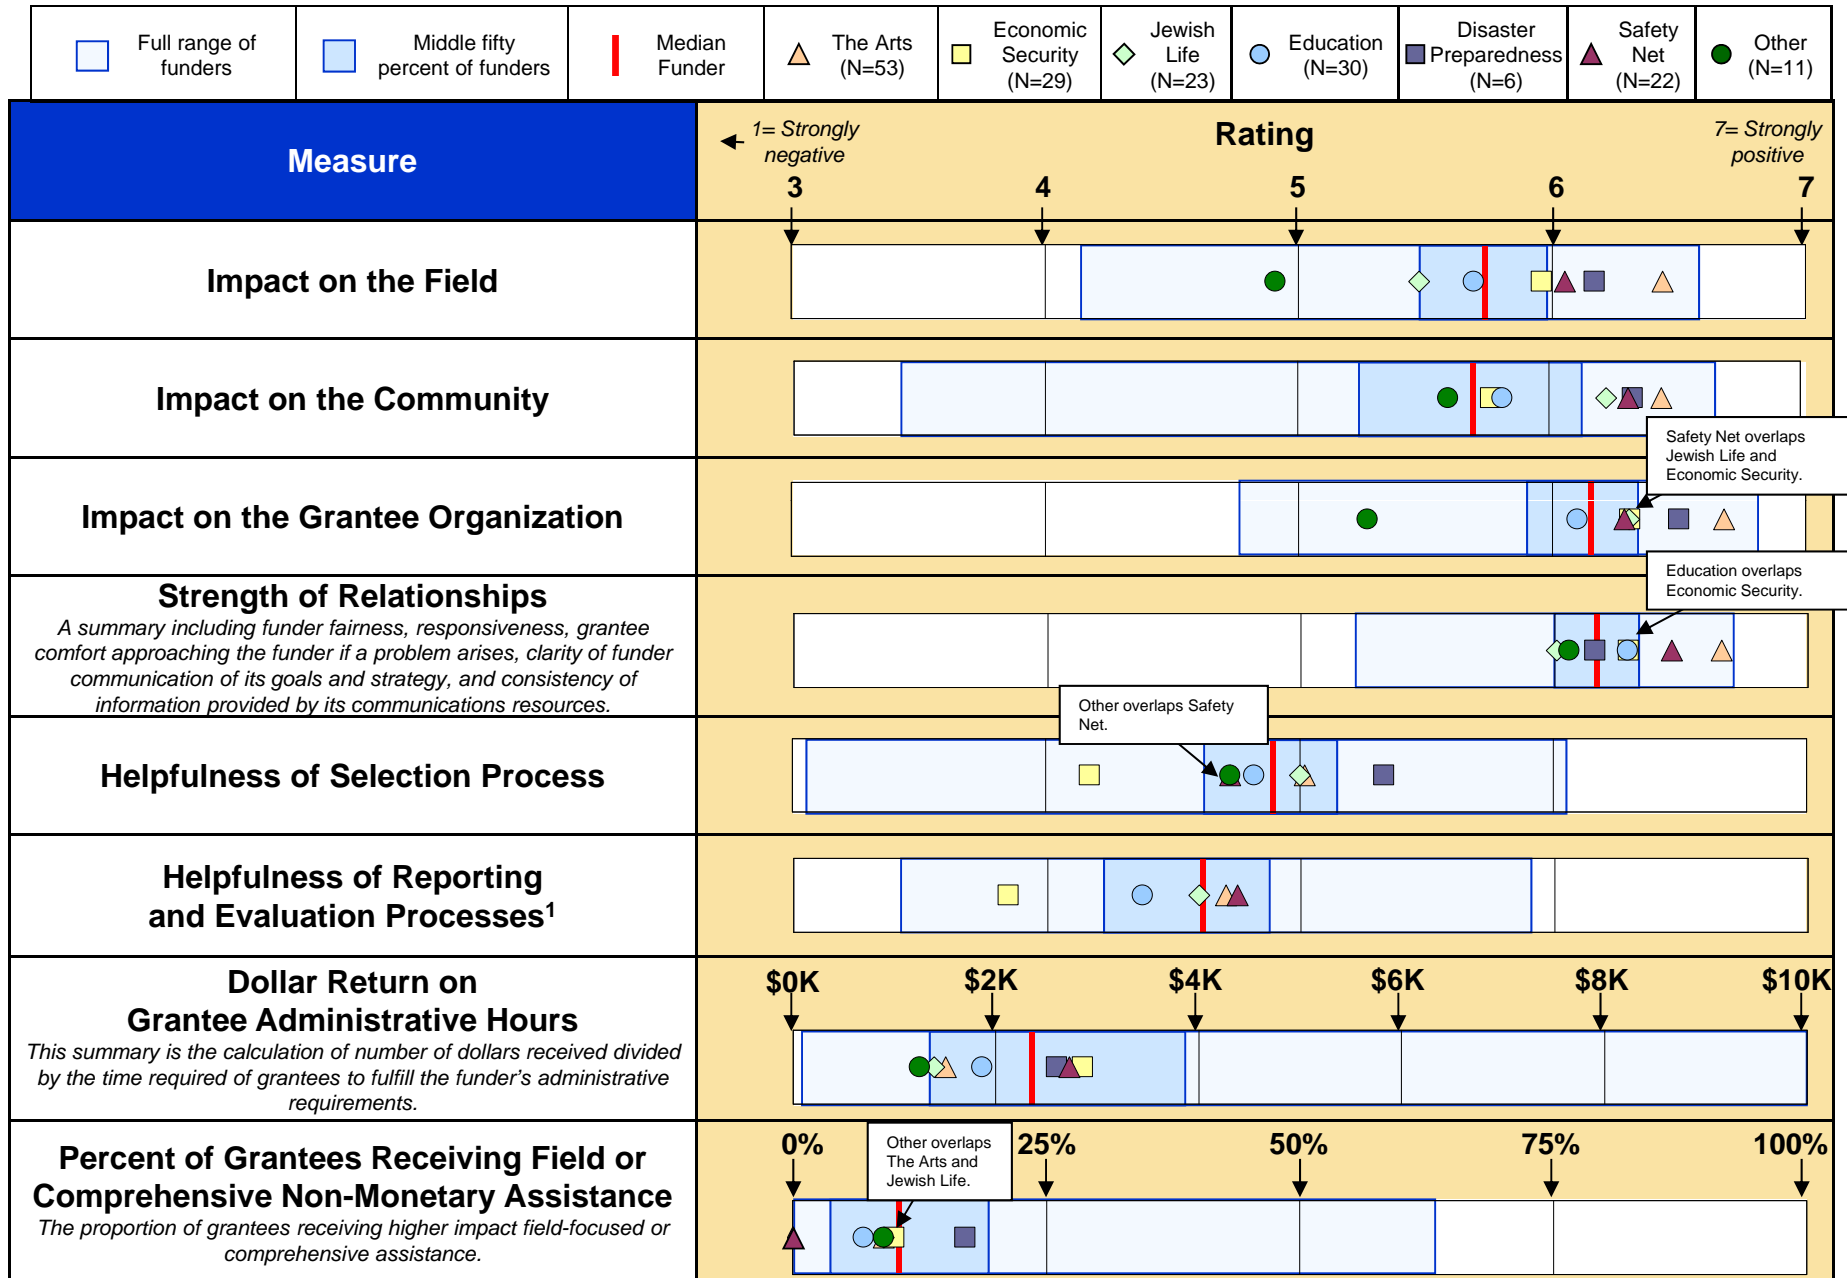 Full range of
funders
Middle fifty
percent of funders
Median
Funder
The Arts
(N=53)
Economic
Security
(N=29)
Jewish
Life
(N=23)
Education
(N=30)
Disaster
Preparedness
(N=6)
Safety
Net
(N=22)
Other
(N=11)
Measure
1= Strongly
negative
Rating
7= Strongly
positive
3 4 5 6 7
Impact on the Field
Impact on the Community
Safety Net overlaps
Jewish Life and
Economic Security.
Impact on the Grantee Organization
Education overlaps
Economic Security.
Strength of Relationships
A summary including funder fairness, responsiveness, grantee
comfort approaching the funder if a problem arises, clarity of funder
communication of its goals and strategy, and consistency of
information provided by its communications resources.
Other overlaps Safety
Net.
Helpfulness of Selection Process
Helpfulness of Reporting
and Evaluation Processes¹
Dollar Return on
Grantee Administrative Hours
This summary is the calculation of number of dollars received divided
by the time required of grantees to fulfill the funder’s administrative
requirements.
$0K $2K $4K $6K $8K $10K
Percent of Grantees Receiving Field or
Comprehensive Non-Monetary Assistance
The proportion of grantees receiving higher impact field-focused or
comprehensive assistance.
0% 25% 50% 75% 100%
Other overlaps
The Arts and
Jewish Life.